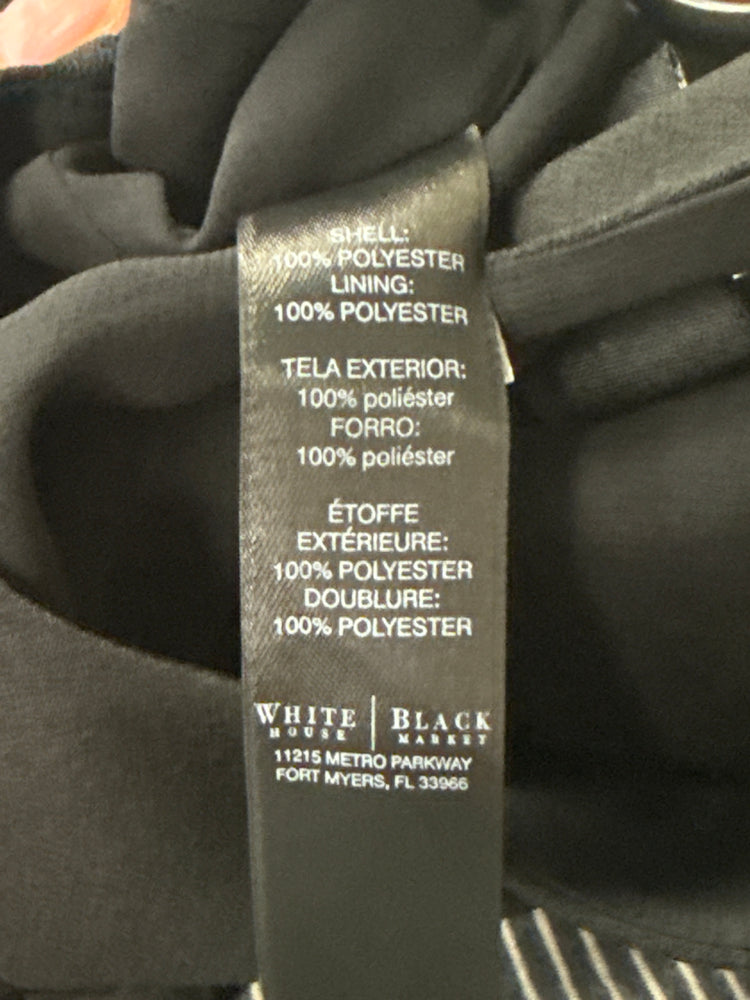 SHELL:
100% POLYESTER
LINING:
100% POLYESTER
TELA EXTERIOR:
100% poliéster
FORRO:
100% poliéster
ÉTOFFE
EXTÉRIEURE:
100% POLYESTER
DOUBLURE:
100% POLYESTER
WHITE | BLACK
HOUSE MARKET
11215 METRO PARKWAY
FORT MYERS, FL 33966